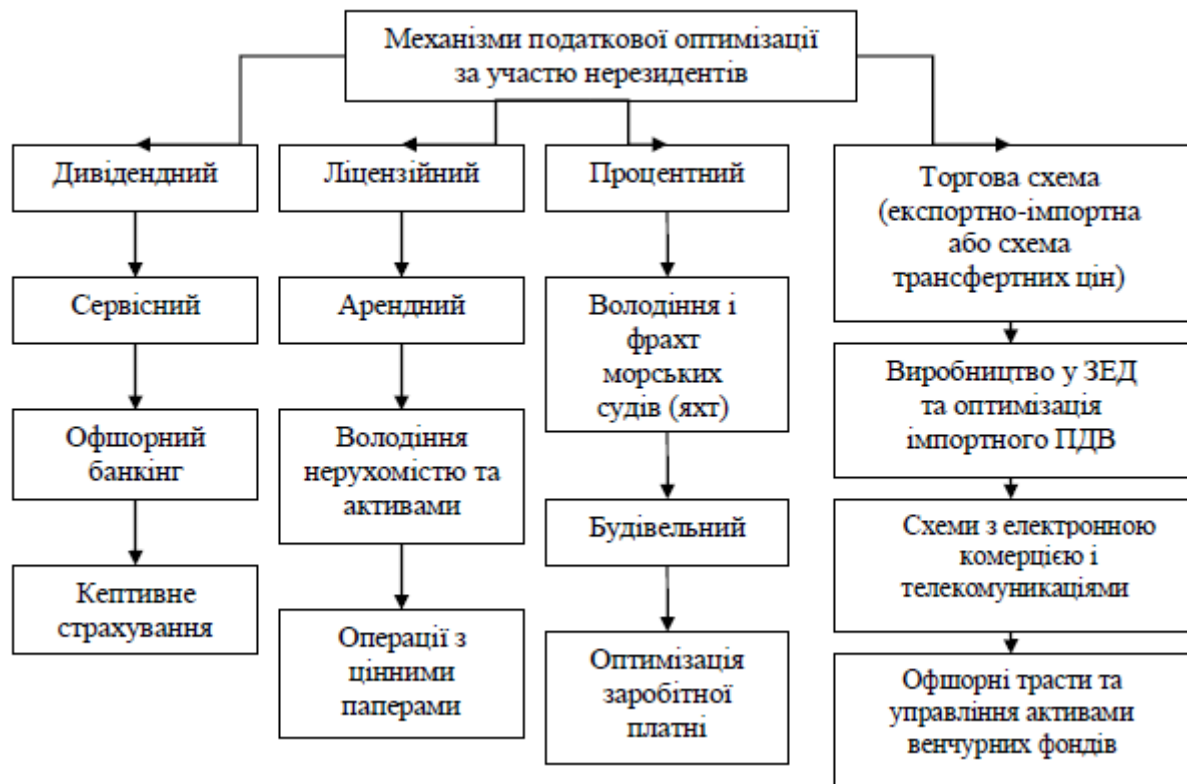 Механізми податкової оптимізації
за участю нерезидентів
Дивідендний
Ліцензійний
Процентний
Торгова схема
(експортно-імпортна
або схема
трансфертних цін)
Сервісний
Арендний
Володіння і
фрахт
морських
судів (яхт)
Виробництво у ЗЕД
та оптимізація
імпортного ПДВ
Офшорний
банкінг
Володіння
нерухомістю та
активами
Будівельний
Схеми з електронною
комерцією і
телекомуникаціями
Кептивне
страхування
Операції з
цінними
паперами
Оптимізація
заробітної
платні
Офшорні трасти та
управління активами
венчурних фондів